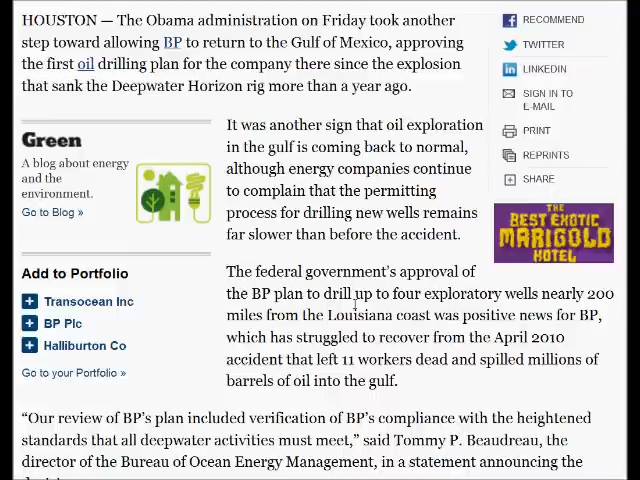 HOUSTON — The Obama administration on Friday took another
step toward allowing BP to return to the Gulf of Mexico, approving
the first oil drilling plan for the company there since the explosion
that sank the Deepwater Horizon rig more than a year ago.
RECOMMEND
TWITTER
LINKEDIN
SIGN IN TO
E-MAIL
PRINT
REPRINTS
SHARE
Green
A blog about energy
and the
environment.
Go to Blog »
It was another sign that oil exploration
in the gulf is coming back to normal,
although energy companies continue
to complain that the permitting
process for drilling new wells remains
far slower than before the accident.
THE
BEST EXOTIC
MARIGOLD
HOTEL
Add to Portfolio
Transocean Inc
BP Plc
Halliburton Co
Go to your Portfolio »
The federal government's approval of
the BP plan to drill up to four exploratory wells nearly 200
miles from the Louisiana coast was positive news for BP,
which has struggled to recover from the April 2010
accident that left 11 workers dead and spilled millions of
barrels of oil into the gulf.
“Our review of BP's plan included verification of BP's compliance with the heightened
standards that all deepwater activities must meet,” said Tommy P. Beaudreau, the
director of the Bureau of Ocean Energy Management, in a statement announcing the